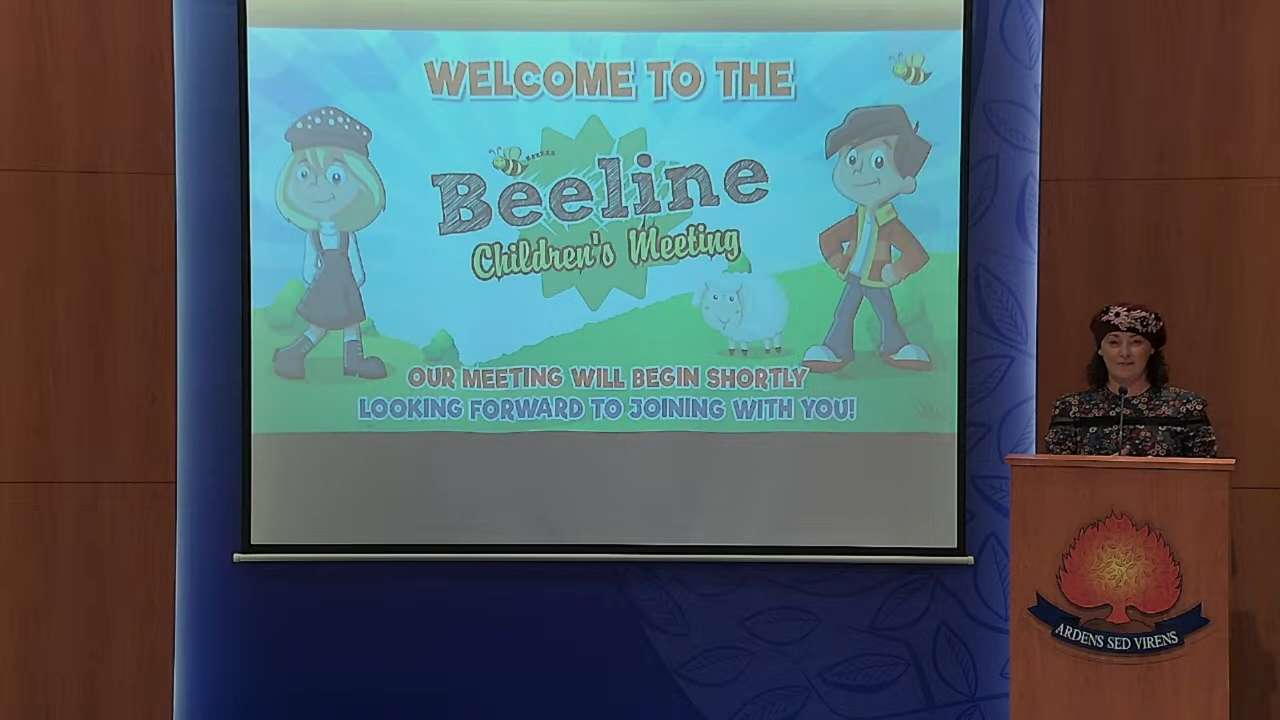 WELCOME TO THE
Beeline
Children's Meeting
OUR MEETING WILL BEGIN SHORTLY
LOOKING FORWARD TO JOINING WITH YOU!
ARDENS SED VIRENS